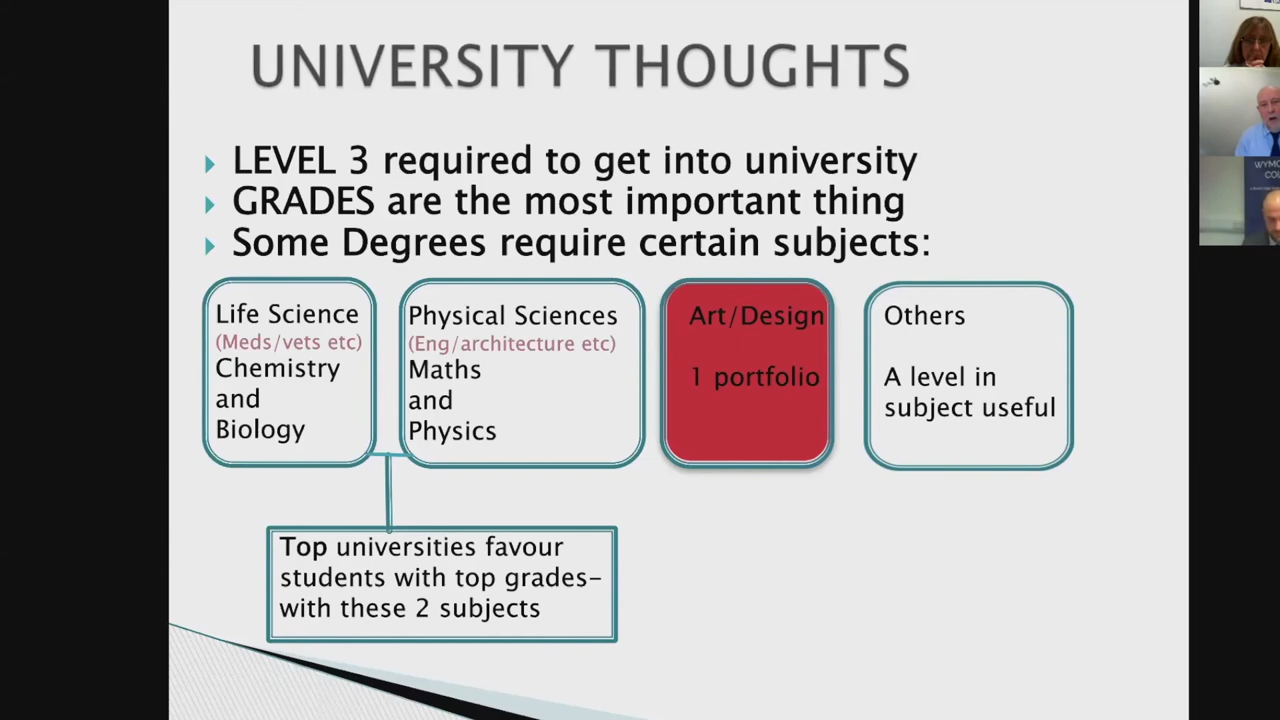 UNIVERSITY THOUGHTS
LEVEL 3 required to get into university
GRADES are the most important thing
Some Degrees require certain subjects:
Life Science
(Meds/vets etc)
Chemistry
and
Biology
Physical Sciences
(Eng/architecture etc)
Maths
and
Physics
Art/Design
1 portfolio
Others
A level in
subject useful
Top universities favour
students with top grades-
with these 2 subjects